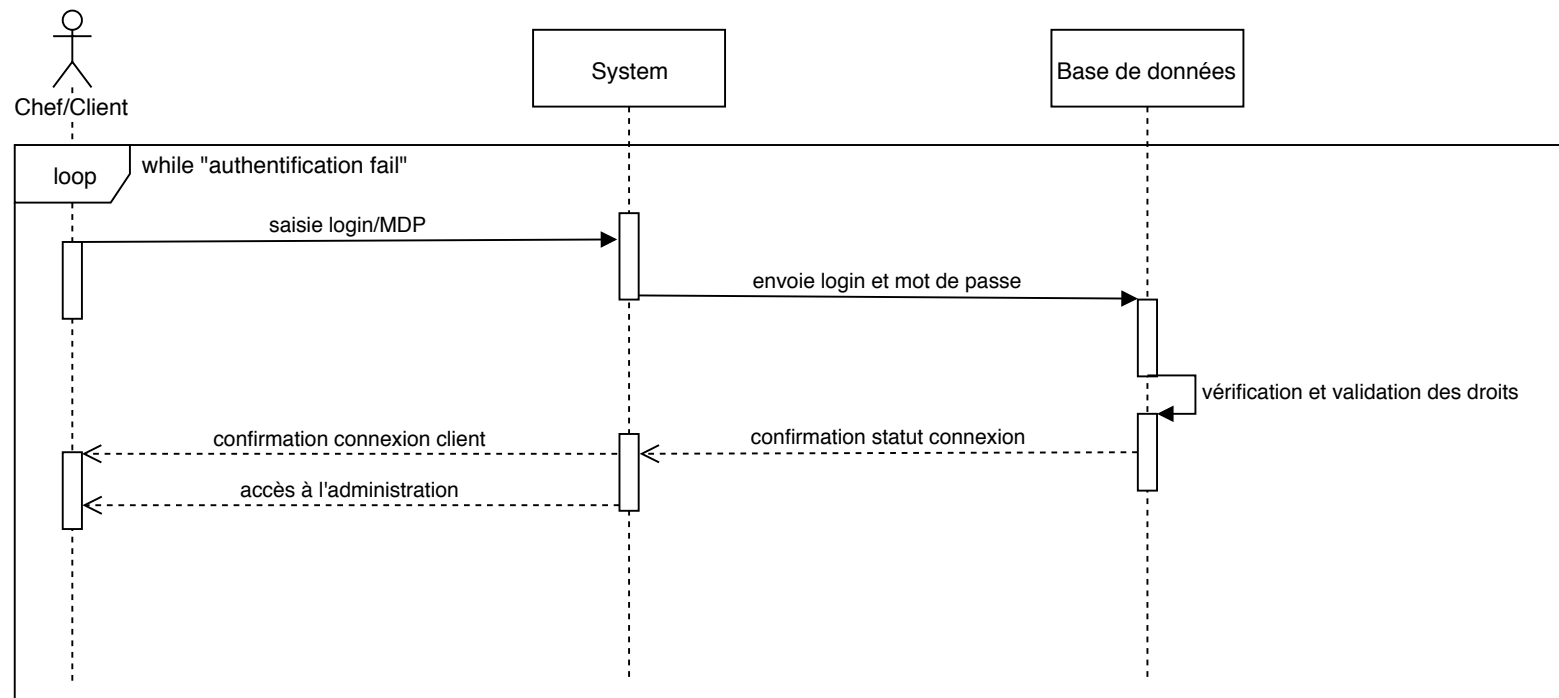 System
Base de données
Chef/Client
loop
while "authentification fail"
saisie login/MDP
envoie login et mot de passe
vérification et validation des droits
confirmation connexion client
confirmation statut connexion
accès à l'administration